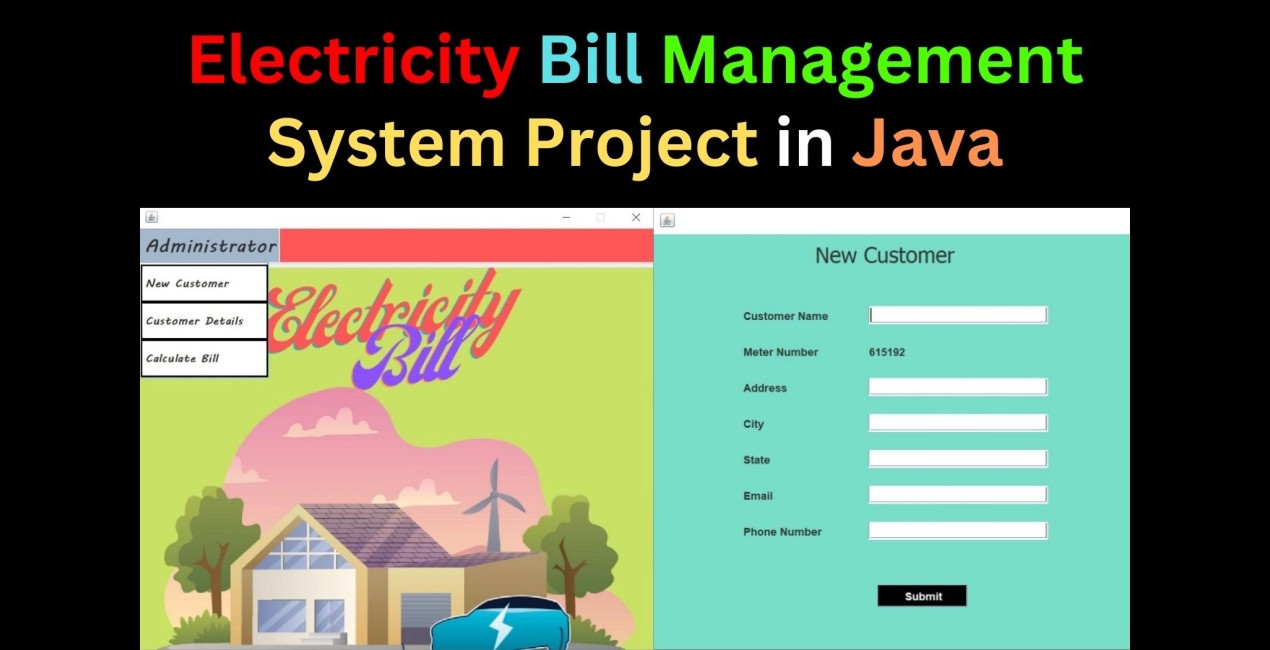 Electricity Bill Management
System Project in Java
Administrator
New Customer
Customer Details
Calculate Bill
Electricity
Bill
New Customer
Customer Name
Meter Number 615192
Address
City
State
Email
Phone Number
Submit